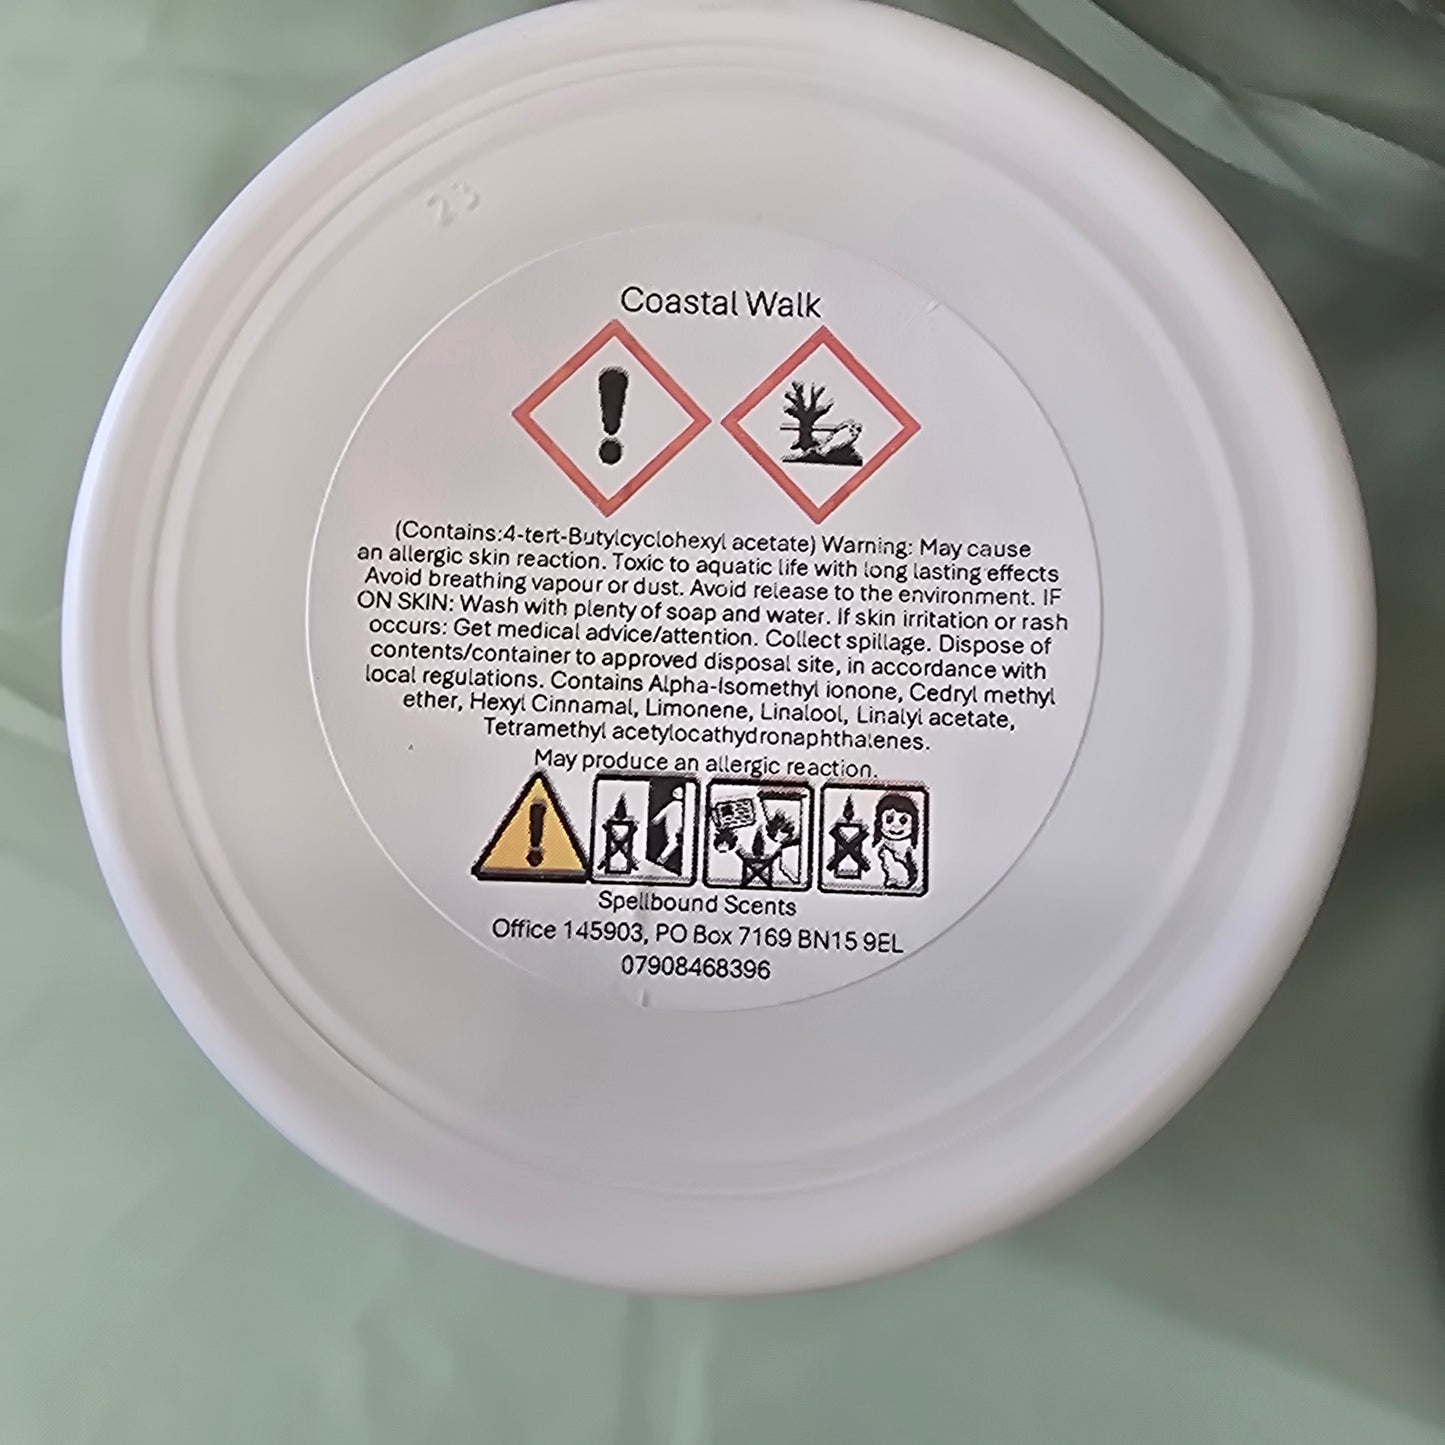 23
Coastal Walk
(Contains:4-tert-Butylcyclohexyl acetate) Warning: May cause
an allergic skin reaction. Toxic to aquatic life with long lasting effects
Avoid breathing vapour or dust. Avoid release to the environment. IF
ON SKIN: Wash with plenty of soap and water. If skin irritation or rash
occurs: Get medical advice/attention. Collect spillage. Dispose of
contents/container to approved disposal site, in accordance with
local regulations. Contains Alpha-Isomethyl ionone, Cedryl methyl
ether, Hexyl Cinnamal, Limonene, Linalool, Linalyl acetate,
Tetramethyl acetylocathydronaphthalenes.
May produce an allergic reaction.
Spellbound Scents
Office 145903, PO Box 7169 BN15 9EL
07908468396